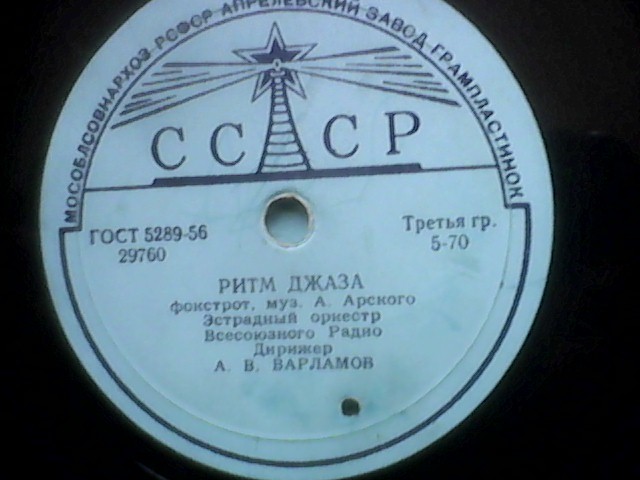 МОСОБЛСОВНАРХОЗ РСФСР АПРЕЛЕВСКИЙ ЗАВОД ГРАМПЛАСТИНОК
СССР
ГОСТ 5289-56
29760
Третья гр.
5-70
РИТМ ДЖАЗА
фокстрот, муз. А. Арского
Эстрадный оркестр
Всесоюзного Радио
Дирижер
А. В. ВАРЛАМОВ